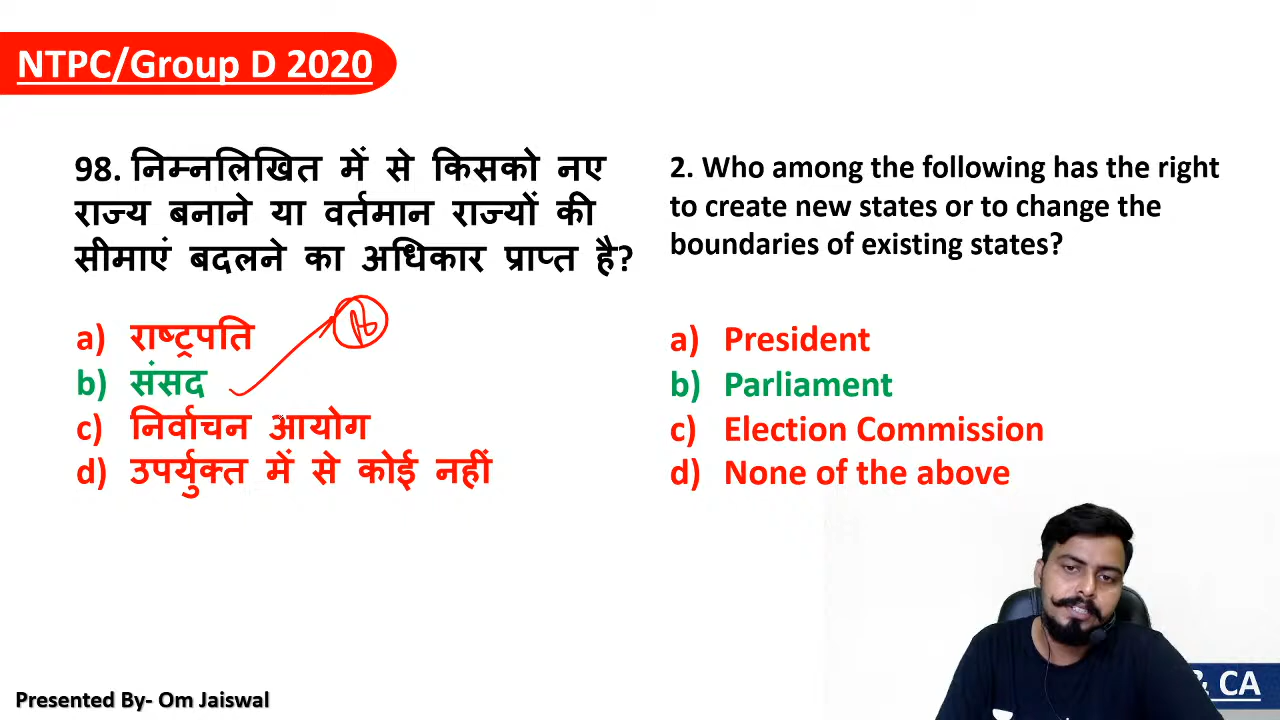 NTPC/Group D 2020
98. निम्नलिखित में से किसको नए
राज्य बनाने या वर्तमान राज्यों की
सीमाएं बदलने का अधिकार प्राप्त है?
a) राष्ट्रपति
b) संसद
c) निर्वाचन आयोग
d) उपर्युक्त में से कोई नहीं
2. Who among the following has the right
to create new states or to change the
boundaries of existing states?
a) President
b) Parliament
c) Election Commission
d) None of the above
Presented By- Om Jaiswal
& CA